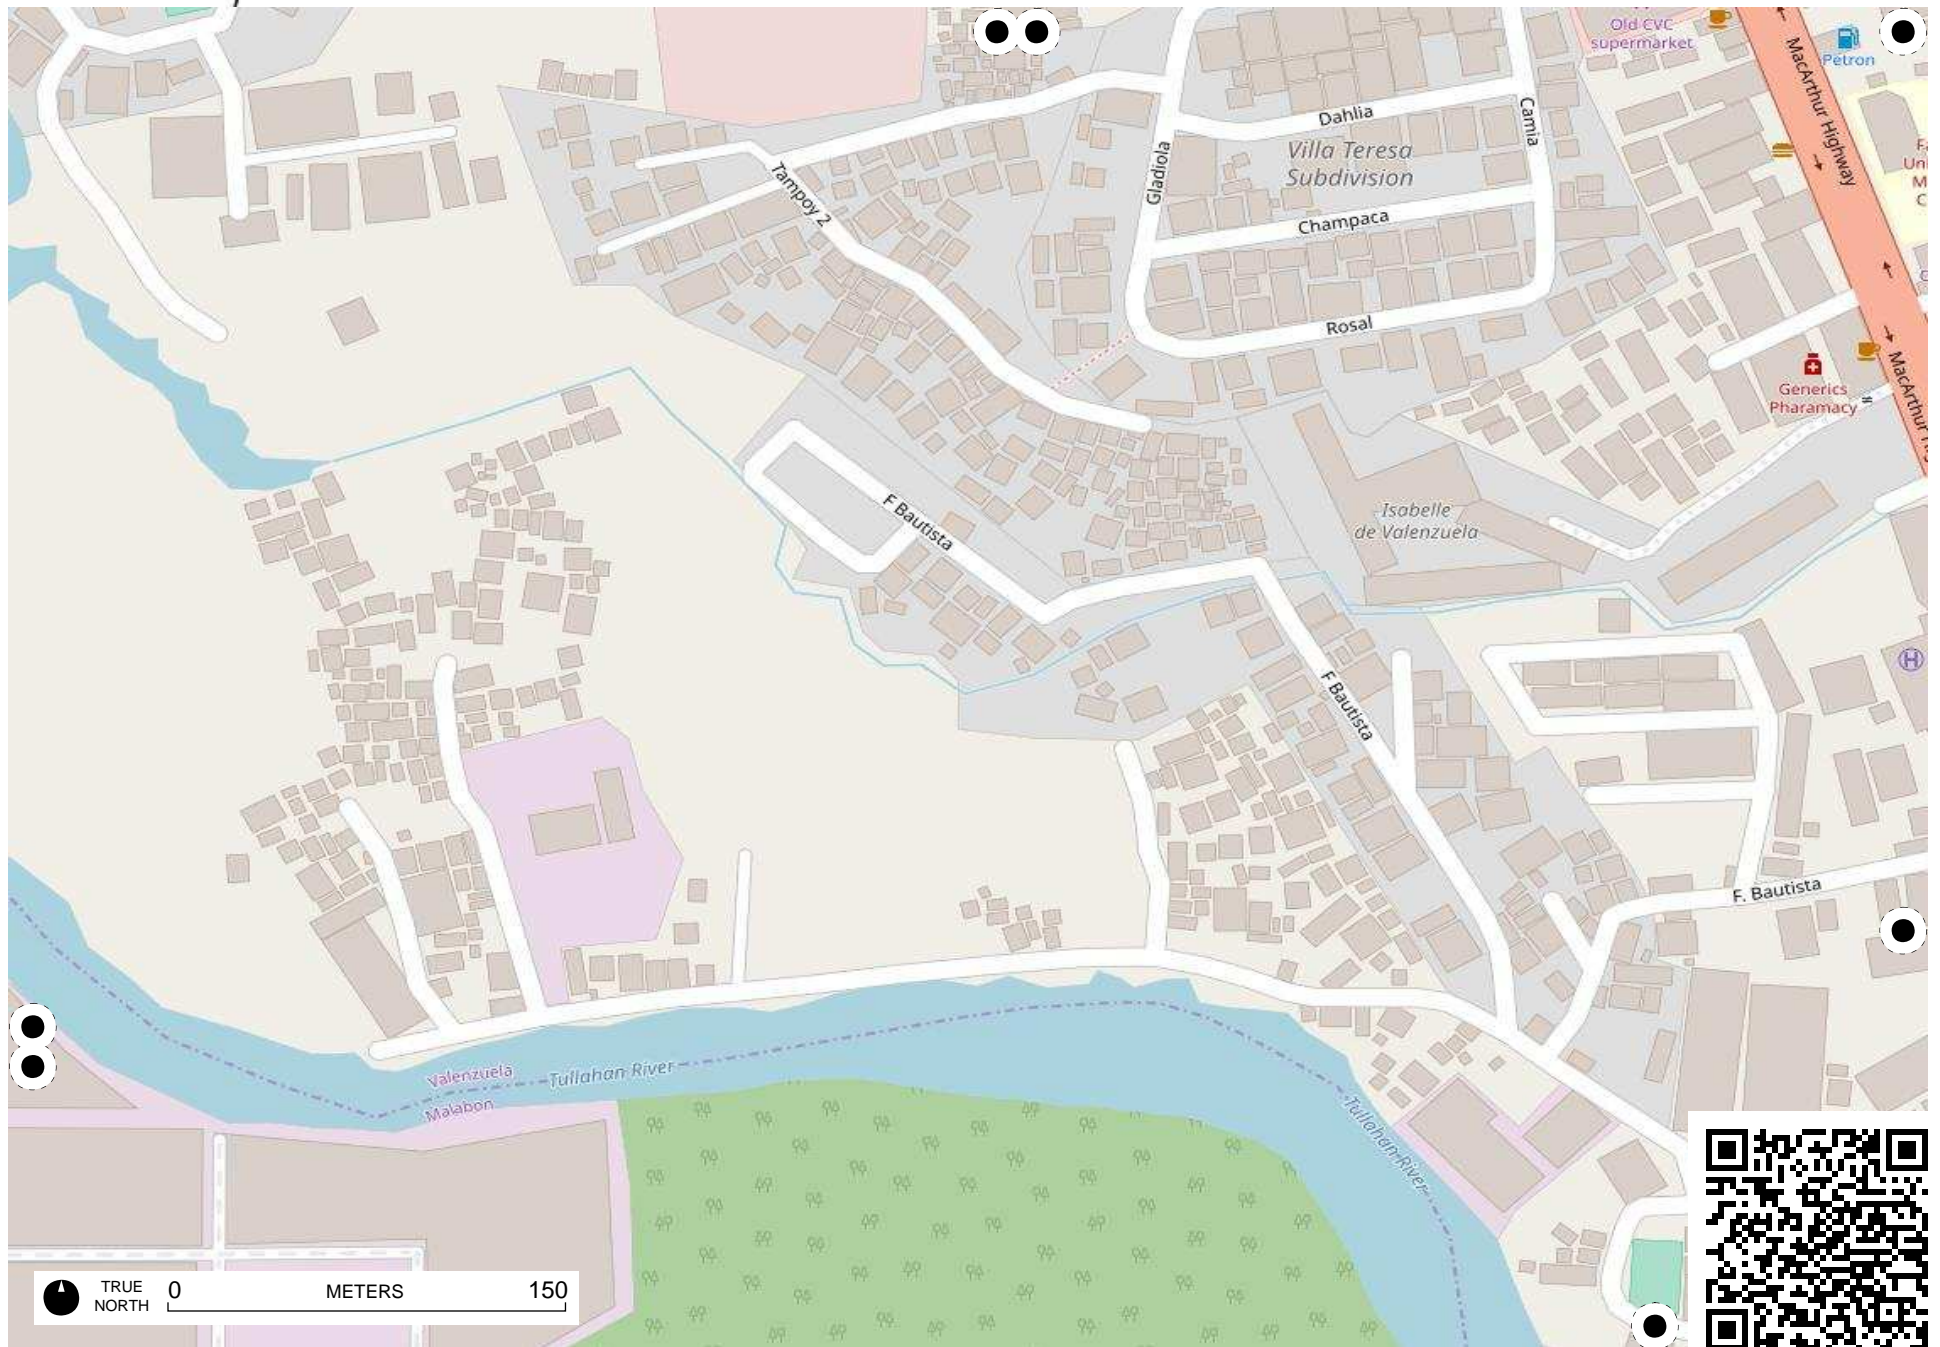 Old CVC
supermarket
Petron
MacArthur Highway
Dahlia
Camia
Villa Teresa
Subdivision
Gladiola
Tampoy 2
Champaca
Rosal
Generics
Pharamacy
MacArthur
F Bautista
Isabelle
de Valenzuela
H
F Bautista
F. Bautista
Valenzuela
Tullahan River
Malabon
Tullahan River
TRUE
NORTH
0
METERS
150